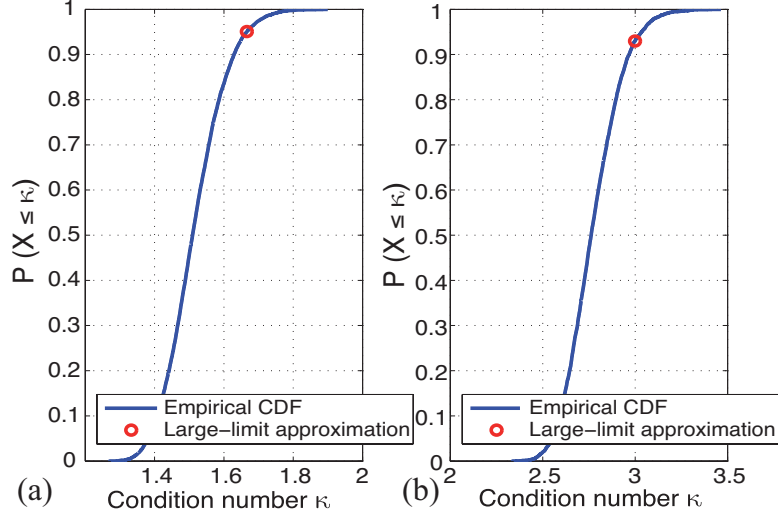 1
0.9
0.8
0.7
0.6
0.5
0.4
0.3
0.2
0.1
0
P (X ≤ κ)
Empirical CDF
Large−limit approximation
1.4 1.6 1.8 2
(a) Condition number κ
1
0.9
0.8
0.7
0.6
0.5
0.4
0.3
0.2
0.1
0
P (X ≤ κ)
Empirical CDF
Large−limit approximation
2 2.5 3 3.5
(b) Condition number κ